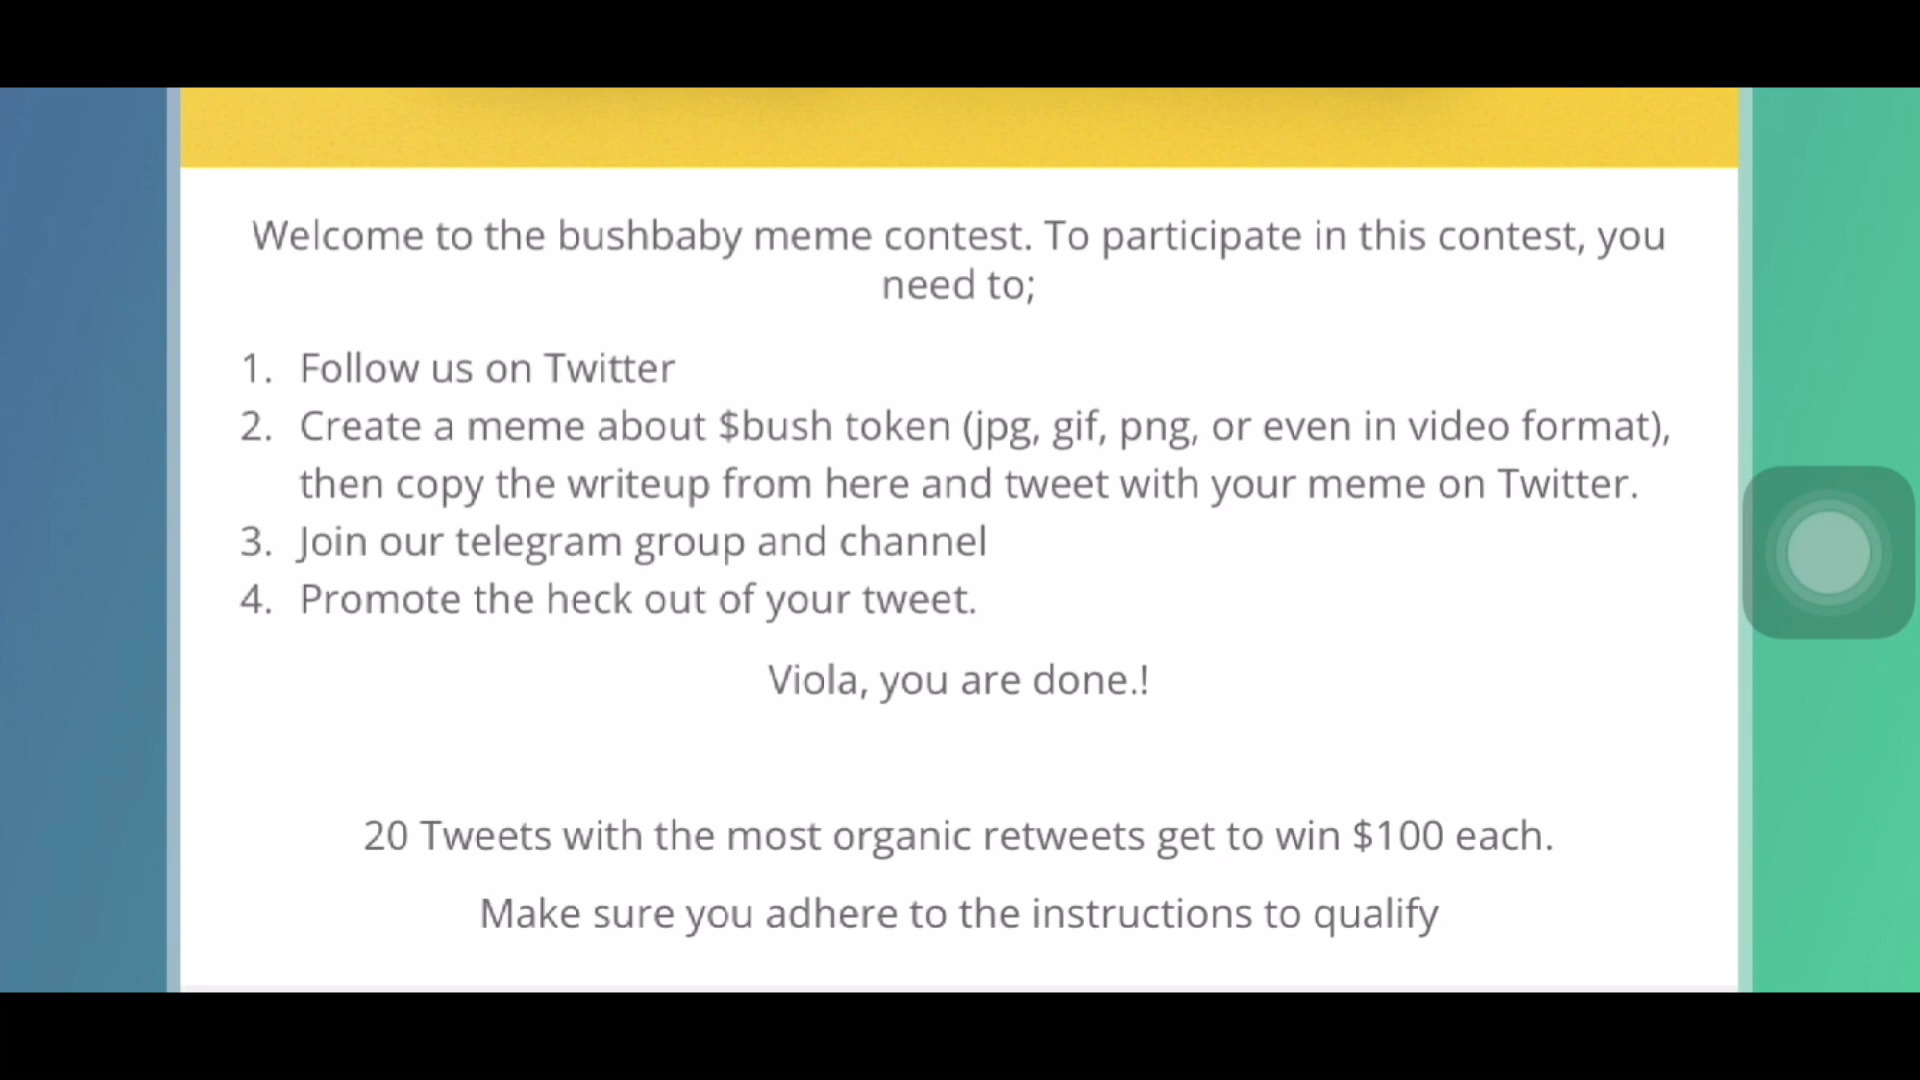 Welcome to the bushbaby meme contest. To participate in this contest, you
need to;
1. Follow us on Twitter
2. Create a meme about $bush token (jpg, gif, png, or even in video format),
then copy the writeup from here and tweet with your meme on Twitter.
3. Join our telegram group and channel
4. Promote the heck out of your tweet.
Viola, you are done.!
20 Tweets with the most organic retweets get to win $100 each.
Make sure you adhere to the instructions to qualify